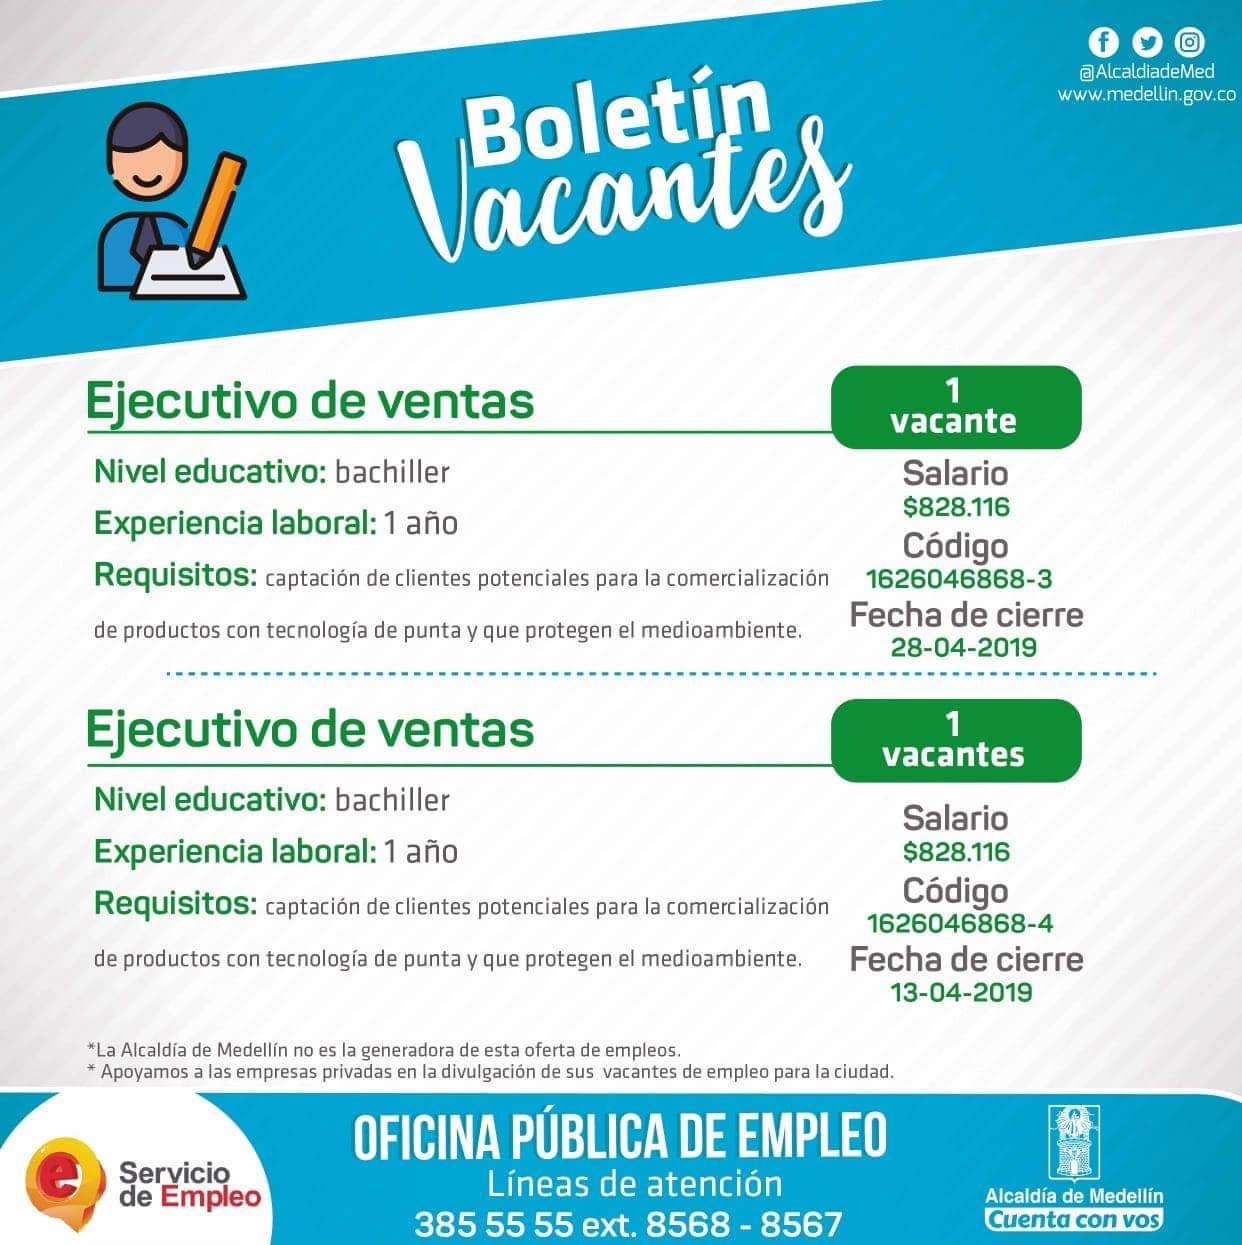 @AlcaldiadeMed
www.medellin.gov.co
Boletín
Vacantes
Ejecutivo de ventas
1
vacante
Nivel educativo: bachiller
Experiencia laboral: 1 año
Requisitos: captación de clientes potenciales para la comercialización
de productos con tecnología de punta y que protegen el medioambiente.
Salario
$828.116
Código
1626046868-3
Fecha de cierre
28-04-2019
Ejecutivo de ventas
1
vacantes
Nivel educativo: bachiller
Experiencia laboral: 1 año
Requisitos: captación de clientes potenciales para la comercialización
de productos con tecnología de punta y que protegen el medioambiente.
Salario
$828.116
Código
1626046868-4
Fecha de cierre
13-04-2019
*La Alcaldía de Medellín no es la generadora de esta oferta de empleos.
* Apoyamos a las empresas privadas en la divulgación de sus vacantes de empleo para la ciudad.
e
Servicio
de Empleo
OFICINA PÚBLICA DE EMPLEO
Líneas de atención
385 55 55 ext. 8568 - 8567
Alcaldía de Medellín
Cuenta con vos